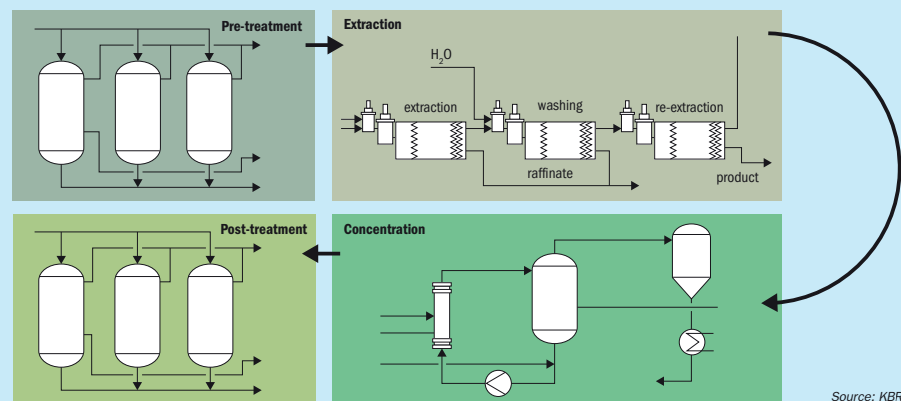 Pre-treatment
Extraction
H₂O
extraction
washing
re-extraction
raffinate
product
Post-treatment
Concentration
Source: KBR